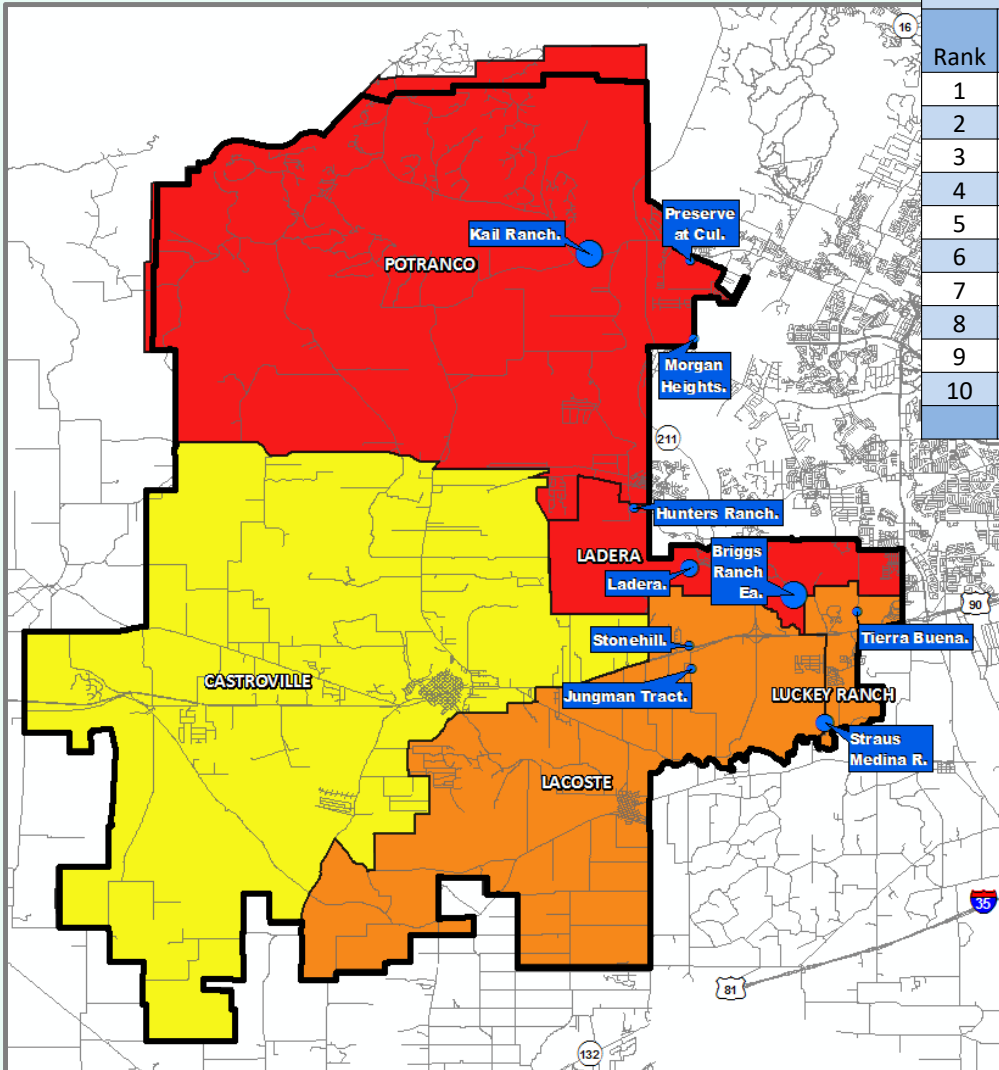 16
Rank
1
2
3
4
5
6
7
8
9
10
Preserve
at Cul.
Kail Ranch.
POTRANCO
Morgan
Heights.
211
Hunters Ranch.
LADERA
Briggs
Ranch
Ea.
Ladera.
90
Stonehill.
Tierra Buena.
CASTROVILLE
Jungman Tract.
LUCKEY RANCH
Straus
Medina R.
LACOSTE
35
81
132